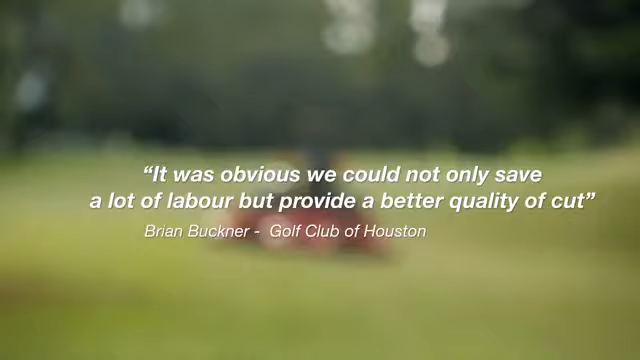 “It was obvious we could not only save
a lot of labour but provide a better quality of cut”
Brian Buckner - Golf Club of Houston